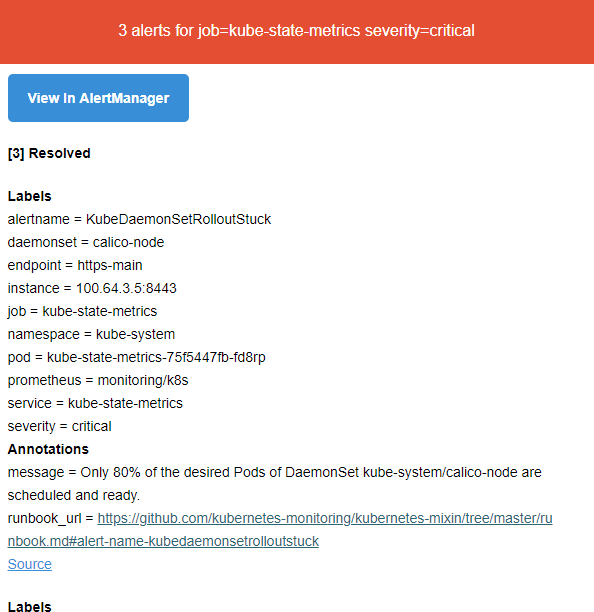 3 alerts for job=kube-state-metrics severity=critical
View In AlertManager
[3] Resolved
Labels
alertname = KubeDaemonSetRolloutStuck
daemonset = calico-node
endpoint = https-main
instance = 100.64.3.5:8443
job = kube-state-metrics
namespace = kube-system
pod = kube-state-metrics-75f5447fb-fd8rp
prometheus = monitoring/k8s
service = kube-state-metrics
severity = critical
Annotations
message = Only 80% of the desired Pods of DaemonSet kube-system/calico-node are
scheduled and ready.
runbook_url = https://github.com/kubernetes-monitoring/kubernetes-mixin/tree/master/ru
nbook.md#alert-name-kubedaemonsetrolloutstuck
Source
Labels